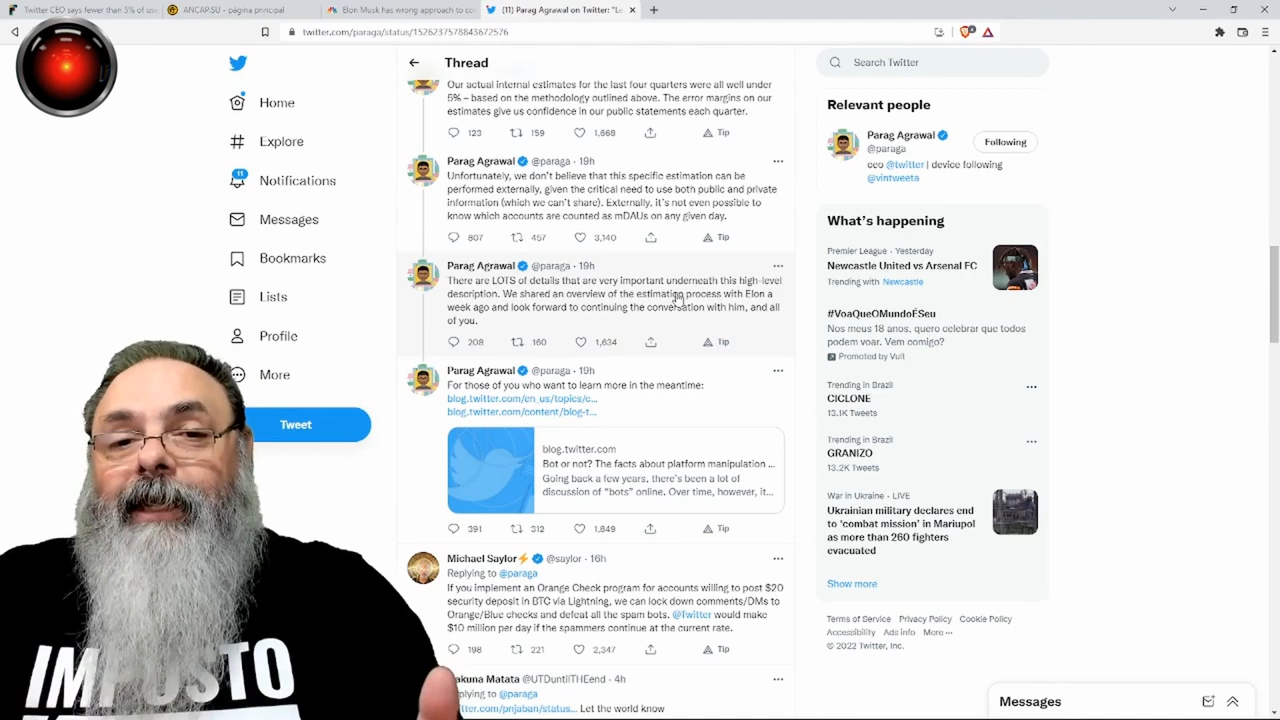 Twitter CEO says fewer than 5% of use
ANCAP.SU - página principal
Elon Musk has wrong approach to co
(11) Parag Agrawal on Twitter: "Le
twitter.com/paraga/status/1526237578843672576
Thread
Search Twitter
Home
Explore
11
Notifications
Messages
Bookmarks
Lists
Profile
More
Tweet
Our actual internal estimates for the last four quarters were all well under
5% – based on the methodology outlined above. The error margins on our
estimates give us confidence in our public statements each quarter.
123 159 1,668 Tip
Parag Agrawal @paraga · 19h
Unfortunately, we don't believe that this specific estimation can be
performed externally, given the critical need to use both public and private
information (which we can't share). Externally, it's not even possible to
know which accounts are counted as mDAUs on any given day.
807 457 3,140 Tip
Parag Agrawal @paraga · 19h
There are LOTS of details that are very important underneath this high-level
description. We shared an overview of the estimation process with Elon a
week ago and look forward to continuing the conversation with him, and all
of you.
208 160 1,634 Tip
Parag Agrawal @paraga · 19h
For those of you who want to learn more in the meantime:
blog.twitter.com/en_us/topics/c...
blog.twitter.com/content/blog-t...
blog.twitter.com
Bot or not? The facts about platform manipulation ...
Going back a few years, there's been a lot of
discussion of "bots" online. Over time, however, it...
391 312 1,849 Tip
Michael Saylor⚡ @saylor · 16h
Replying to @paraga
If you implement an Orange Check program for accounts willing to post $20
security deposit in BTC via Lightning, we can lock down comments/DMs to
Orange/Blue checks and defeat all the spam bots. @Twitter would make
$10 million per day if the spammers continue at the current rate.
198 221 2,347 Tip
akuna Matata @UTDuntilTHEend · 4h
plying to @paraga
tter.com/pnjaban/status... Let the world know
Relevant people
Parag Agrawal
@paraga
Following
ceo @twitter | device following
@vintweeta
What's happening
Premier League · Yesterday
Newcastle United vs Arsenal FC
Trending with Newcastle
#VoaQueOMundoÉSeu
Nos meus 18 anos, quero celebrar que todos
podem voar. Vem comigo?
Promoted by Vult
Trending in Brazil
CICLONE
13.1K Tweets
Trending in Brazil
GRANIZO
13.2K Tweets
War in Ukraine · LIVE
Ukrainian military declares end
to 'combat mission' in Mariupol
as more than 260 fighters
evacuated
Show more
Terms of Service Privacy Policy Cookie Policy
Accessibility Ads info More ···
© 2022 Twitter, Inc.
Messages
IMPOSTO